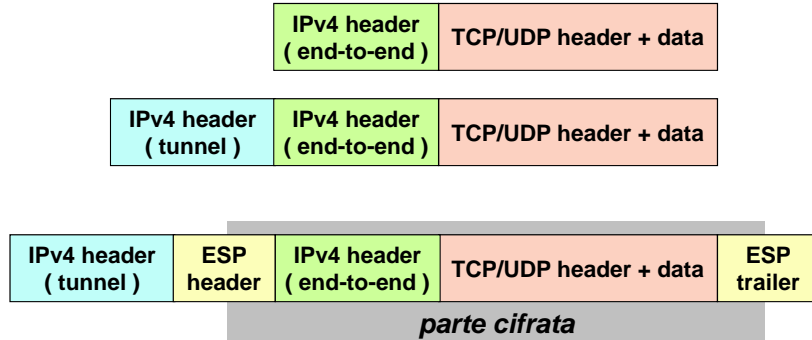 IPv4 header
( end-to-end )
TCP/UDP header + data
IPv4 header
( tunnel )
IPv4 header
( end-to-end )
TCP/UDP header + data
IPv4 header
( tunnel )
ESP
header
IPv4 header
( end-to-end )
TCP/UDP header + data
ESP
trailer
parte cifrata